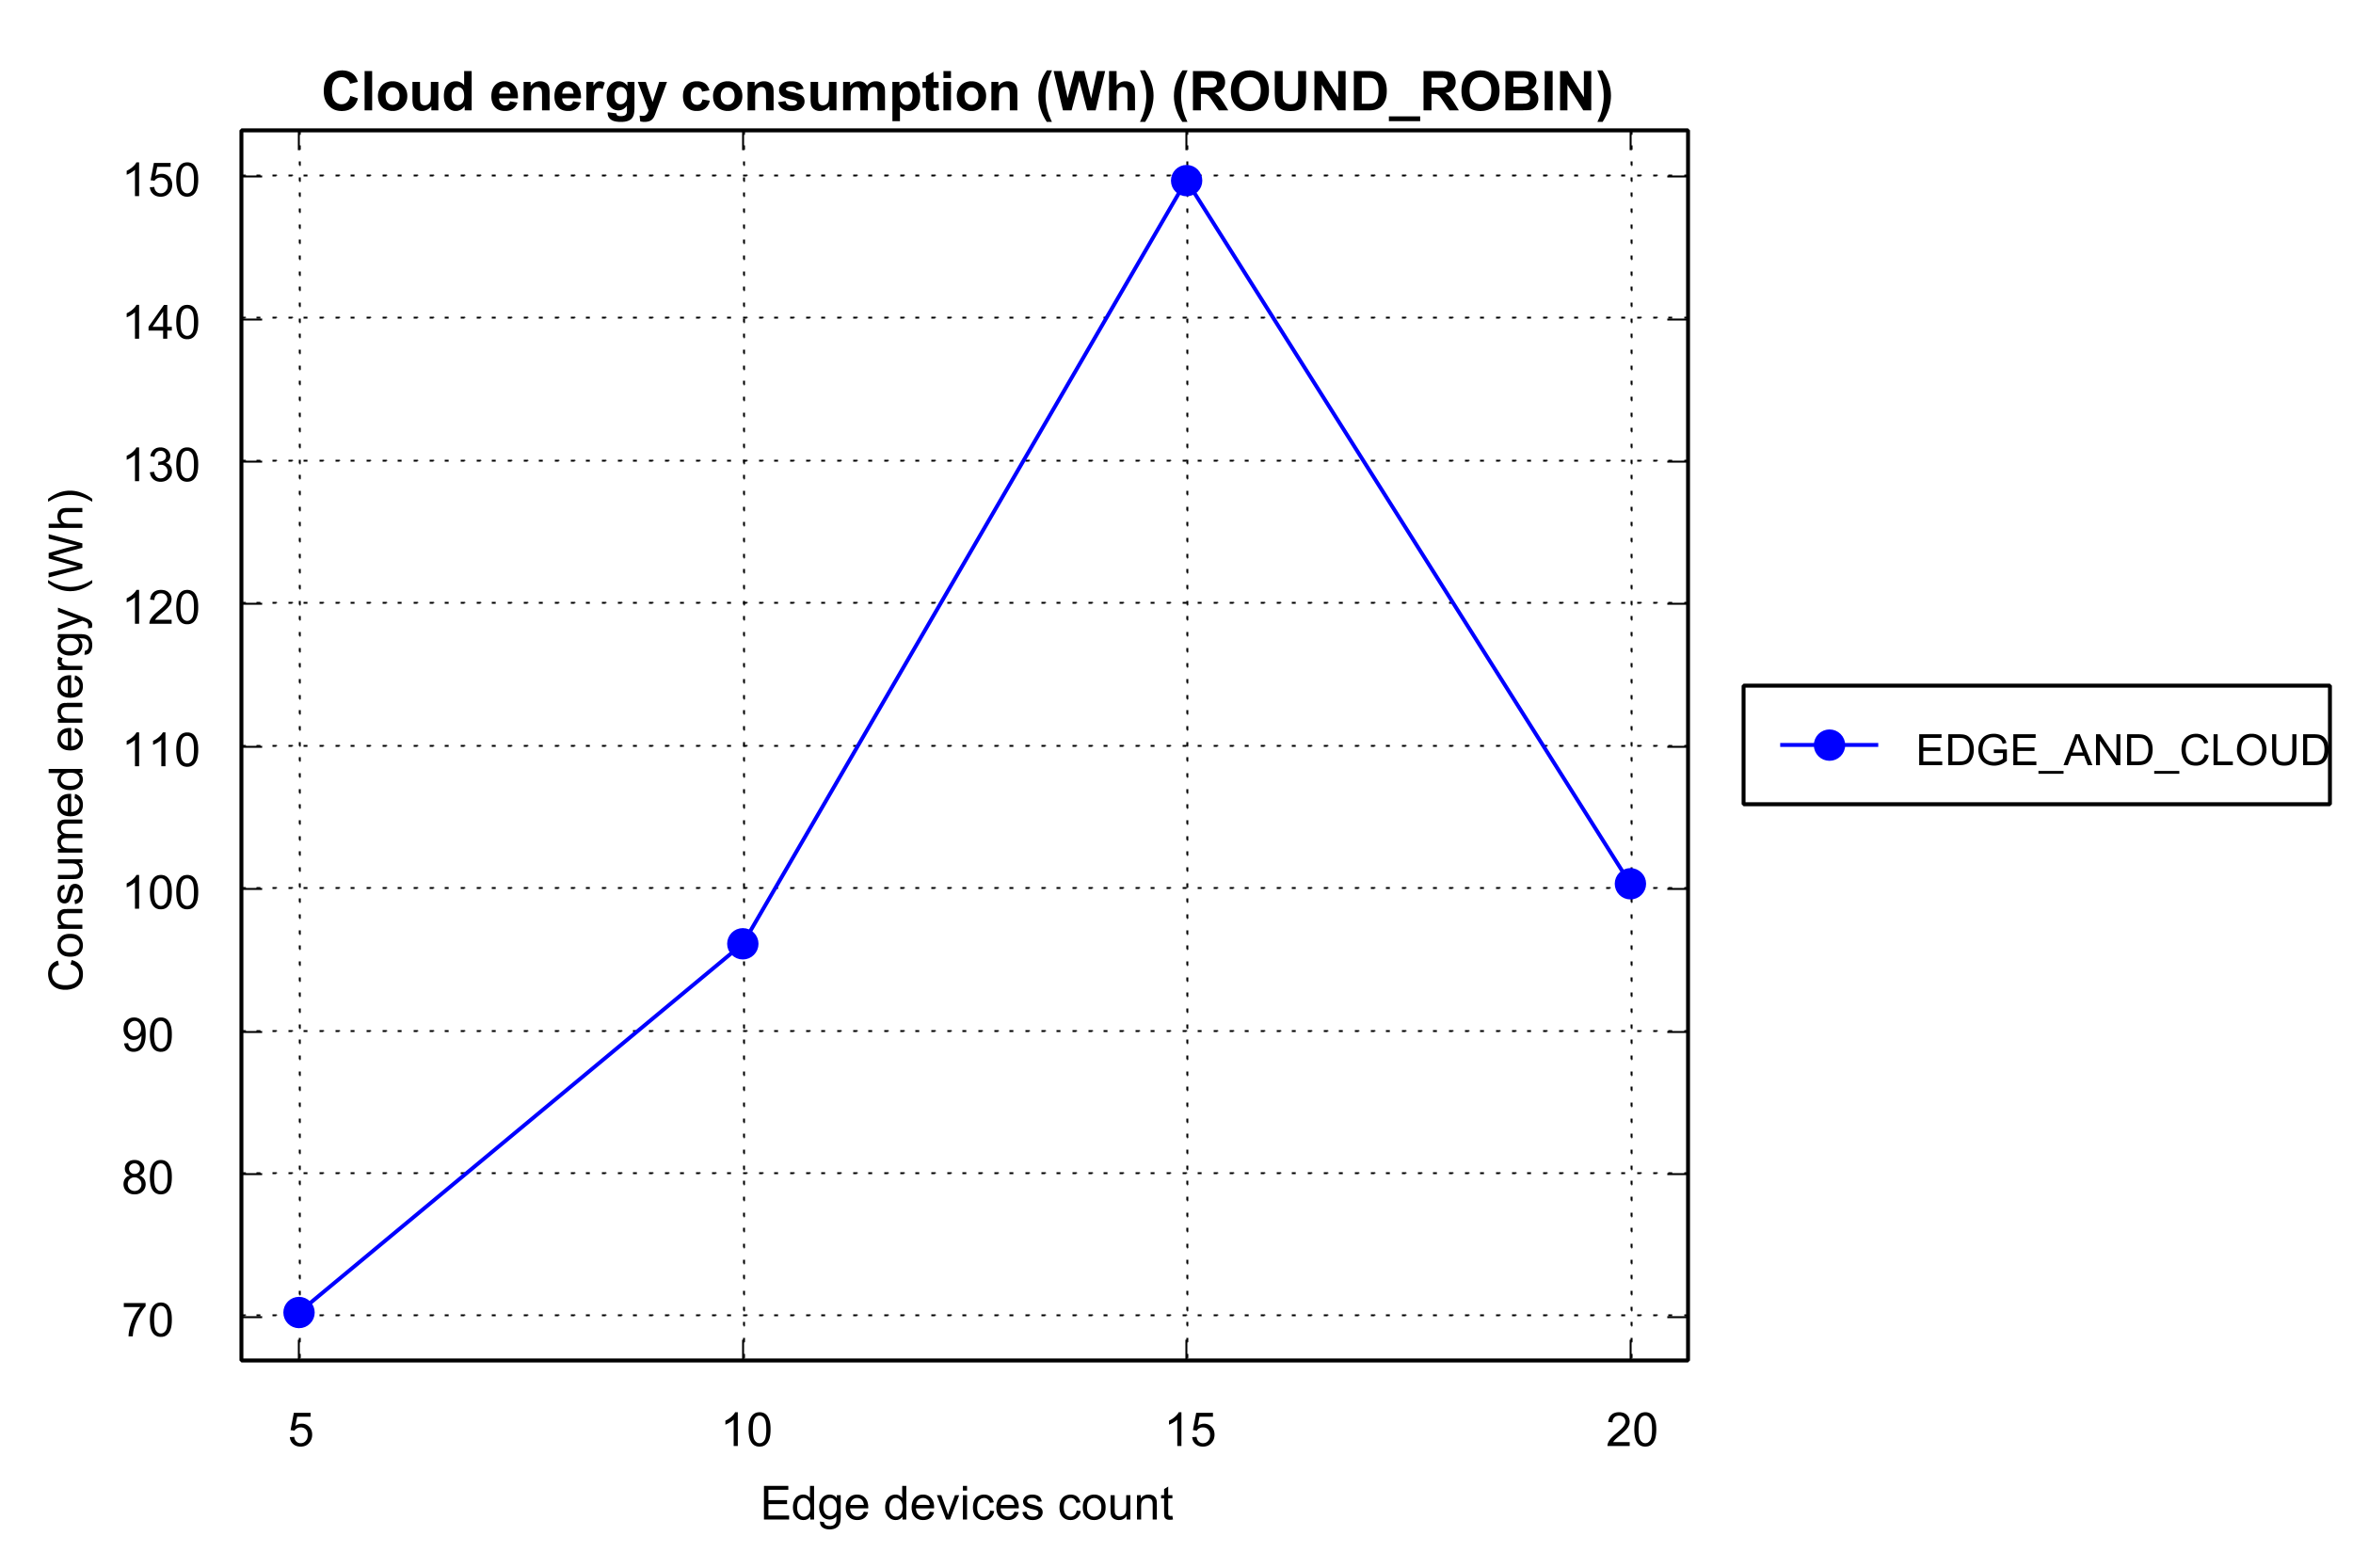 Cloud energy consumption (Wh) (ROUND_ROBIN)
150
140
130
120
110
100
90
80
70
Consumed energy (Wh)
5 10 15 20
Edge devices count
EDGE_AND_CLOUD